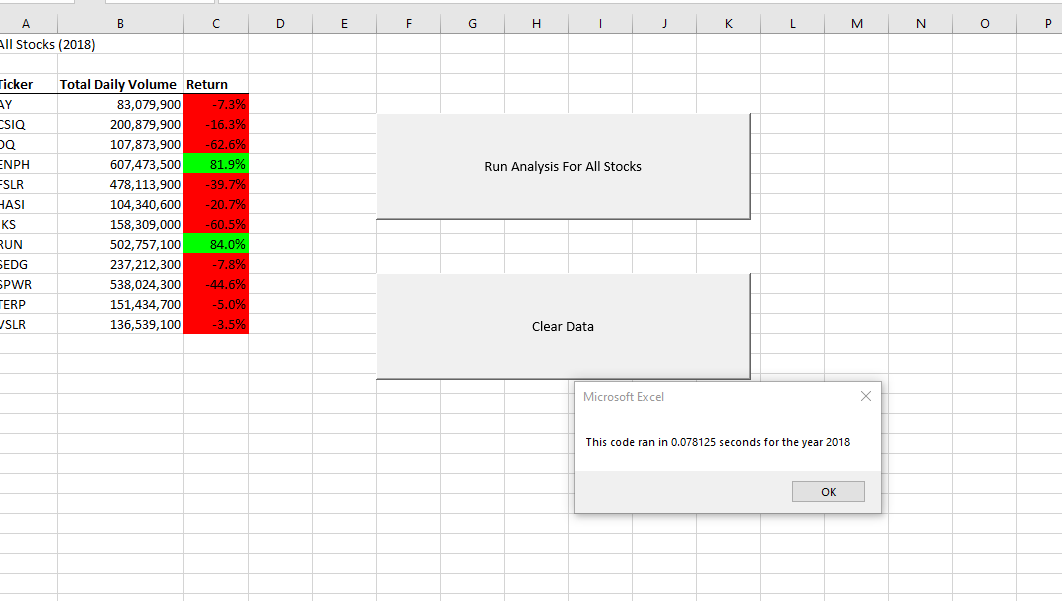 A B C D E F G H I J K L M N O P
All Stocks (2018)
Ticker Total Daily Volume Return
AY 83,079,900 -7.3%
CSIQ 200,879,900 -16.3%
DQ 107,873,900 -62.6%
ENPH 607,473,500 81.9%
FSLR 478,113,900 -39.7%
HASI 104,340,600 -20.7%
KS 158,309,000 -60.5%
RUN 502,757,100 84.0%
SEDG 237,212,300 -7.8%
SPWR 538,024,300 -44.6%
TERP 151,434,700 -5.0%
VSLR 136,539,100 -3.5%
Run Analysis For All Stocks
Clear Data
Microsoft Excel
This code ran in 0.078125 seconds for the year 2018
OK